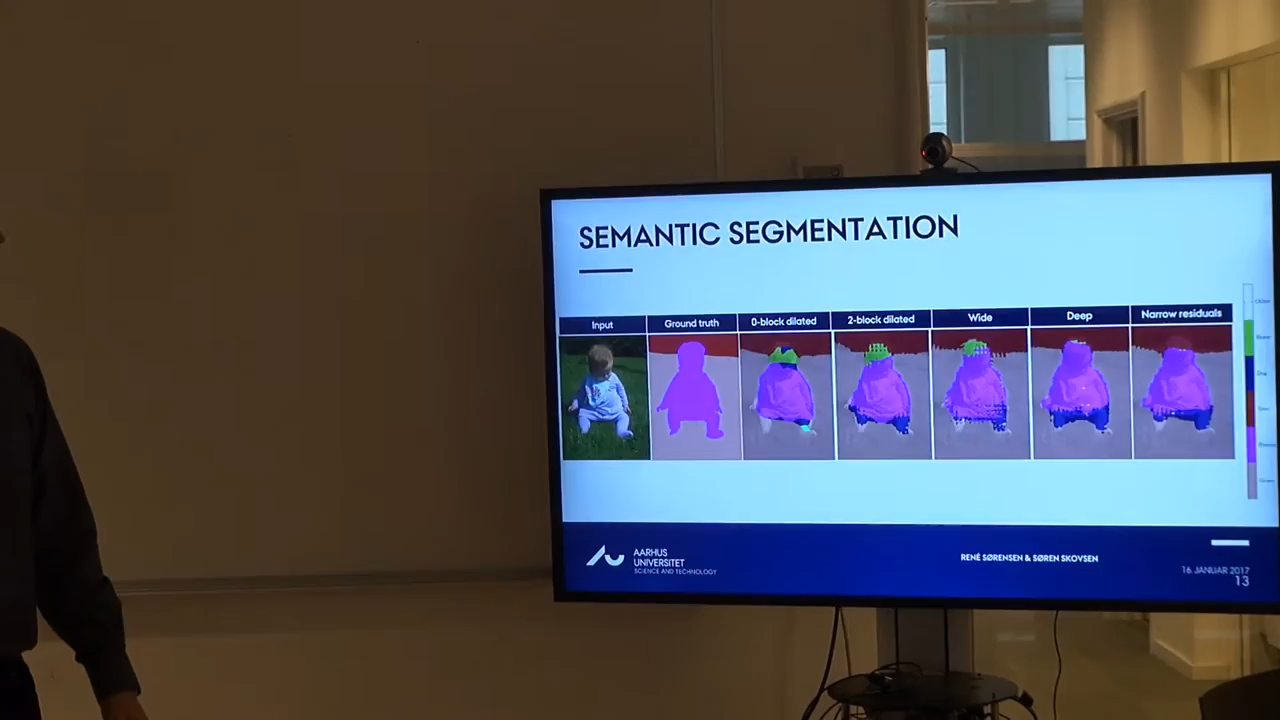 SEMANTIC SEGMENTATION
Input
Ground truth
0-block dilated
2-block dilated
Wide
Deep
Narrow residuals
AARHUS
UNIVERSITET
SCIENCE AND TECHNOLOGY
RENÉ SØRENSEN & SØREN SKOVSEN
16. JANUAR 2017
13